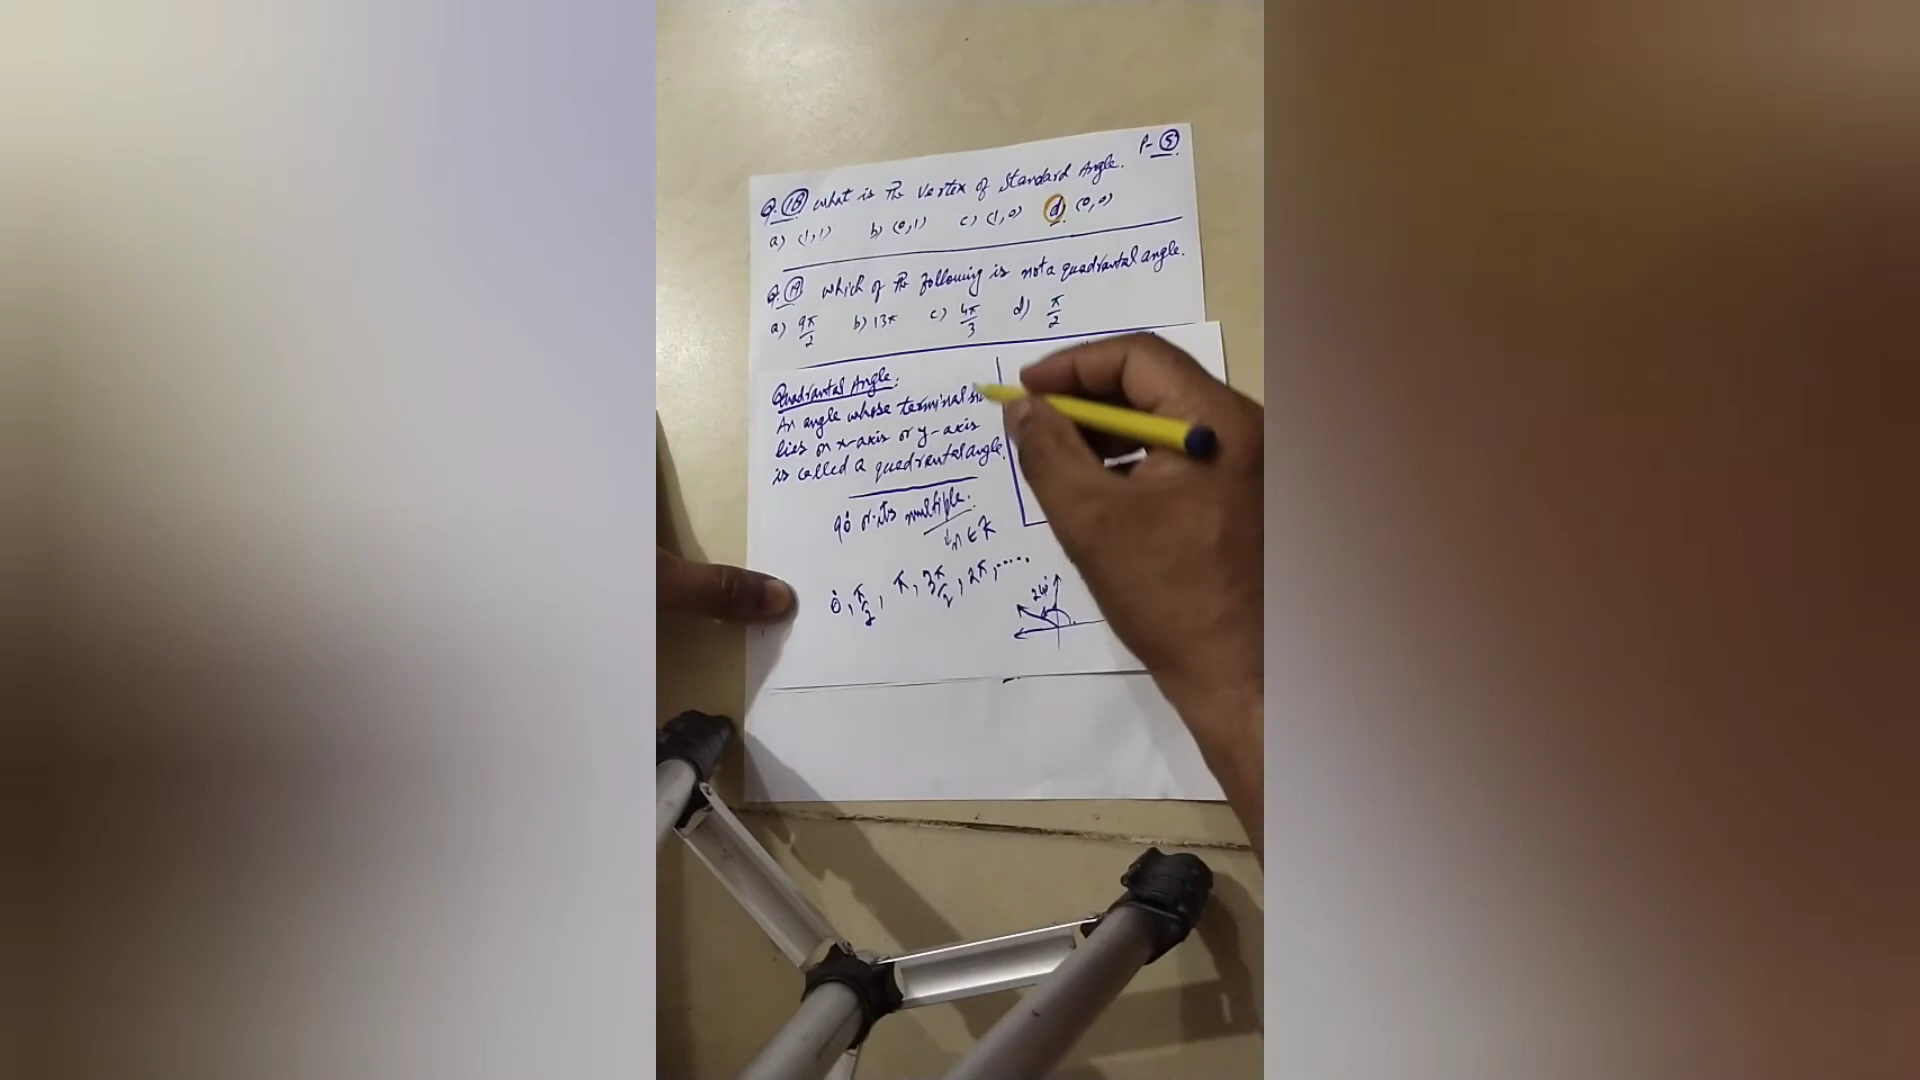 P-5
Q.18 what is The Vertex of Standard Angle.
a) (1,1) b) (0,1) c) (1,0) d) (0,0)
Q.19 which of The following is not a quadrantal angle.
a) 9π/2 b) 13π c) 4π/3 d) π/2
Quadrantal Angle:
An angle whose terminal
lies on x-axis or y-axis
is called a quadrantal angle.
90° or its multiple.
↓ n ∈ Z
0°, π/2, π, 3π/2, 2π, .....
240°